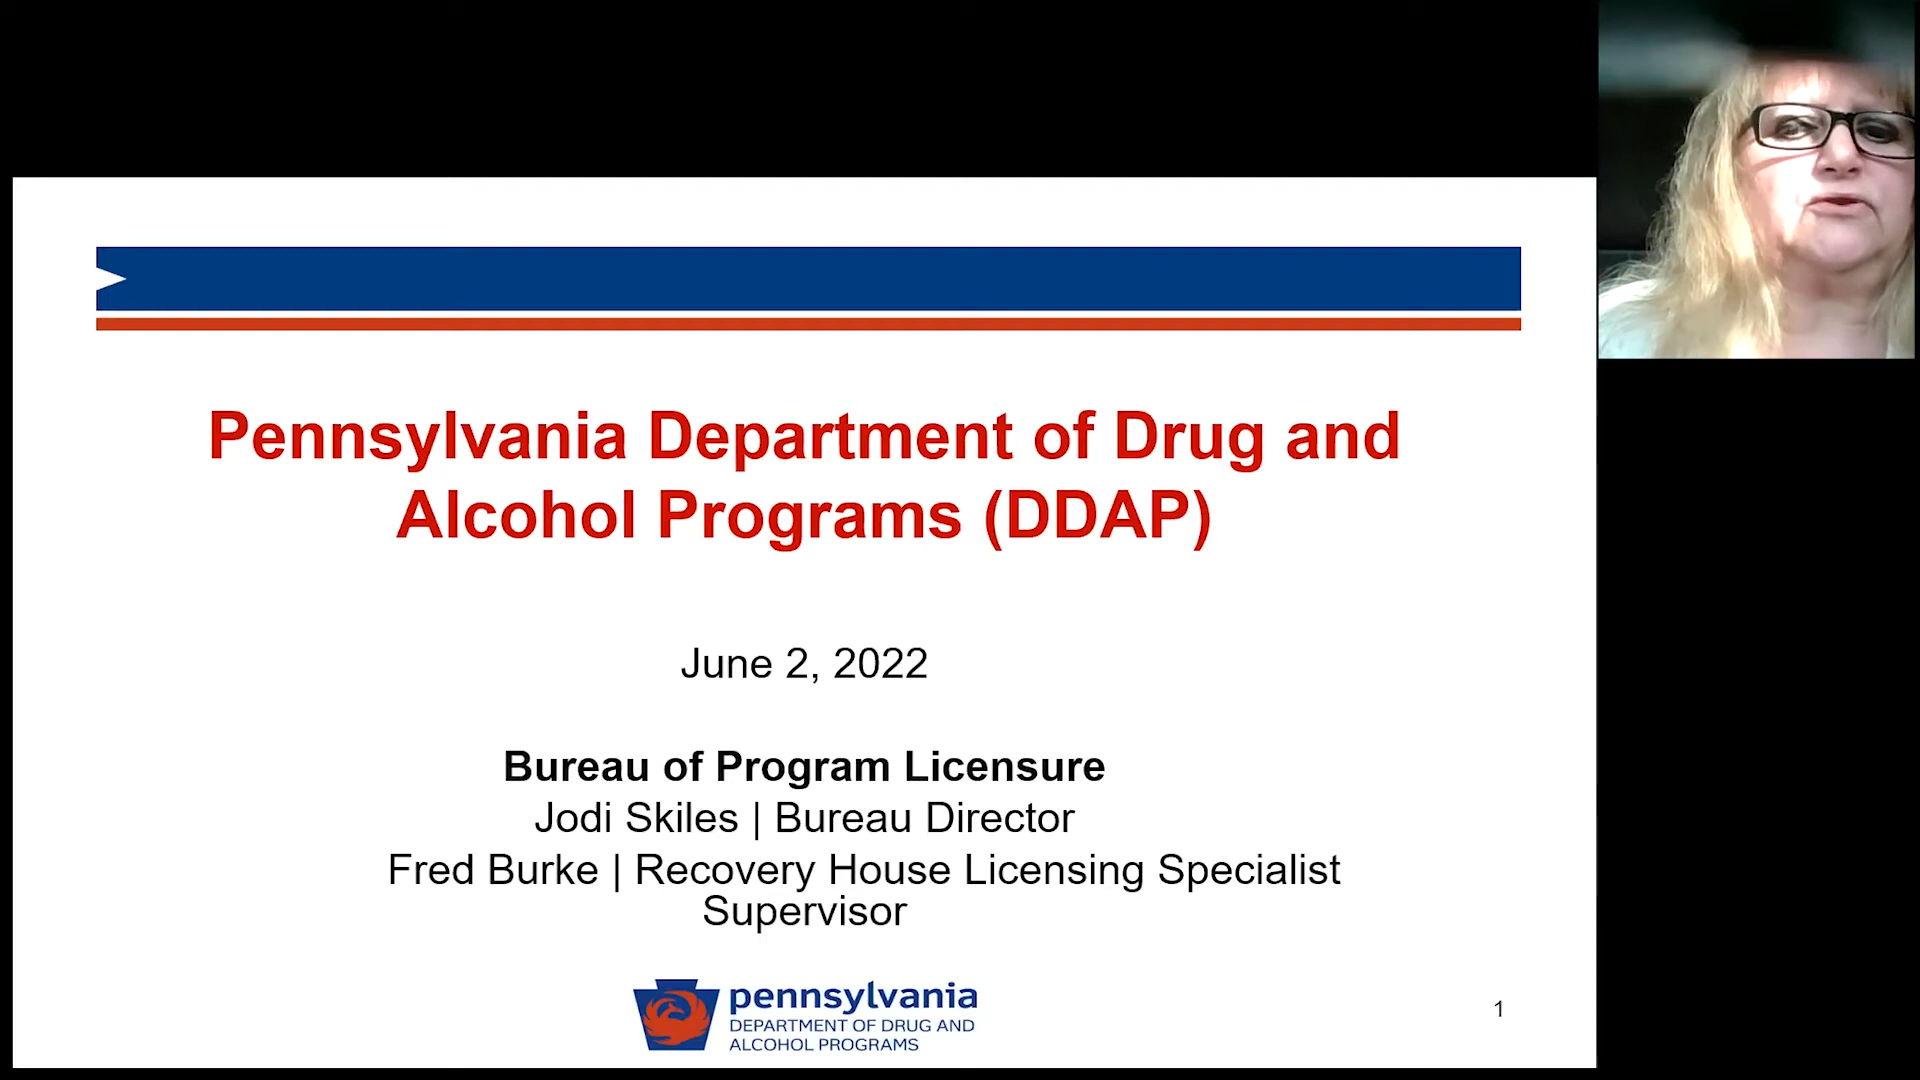 Pennsylvania Department of Drug and
Alcohol Programs (DDAP)
June 2, 2022
Bureau of Program Licensure
Jodi Skiles | Bureau Director
Fred Burke | Recovery House Licensing Specialist
Supervisor
pennsylvania
DEPARTMENT OF DRUG AND
ALCOHOL PROGRAMS
1